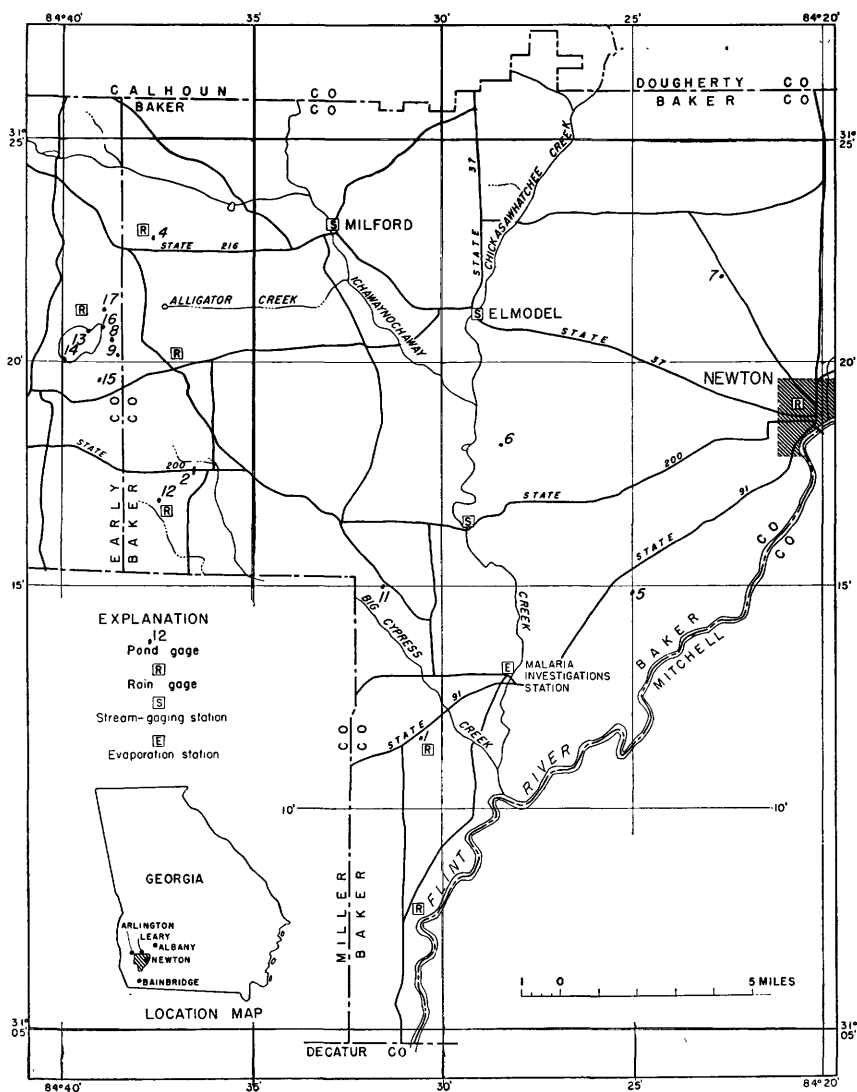 84°40' 35' 30' 25' 84°20'
CALHOUN CO
BAKER CO
DOUGHERTY CO
BAKER CO
31°
25'
31°
25'
STATE 37
CHICKASAWHATCHEE CREEK
R 4
S MILFORD
STATE 216
7
ICHAWAYNOCHAWAY
ALLIGATOR CREEK
17
R
16
S ELMODEL
13 8
R
14 9
20'
20'
STATE 37
NEWTON
R
15
EARLY CO
BAKER CO
STATE 200
2
6
STATE 200
12
R
S
STATE 91
15'
15'
11
5
BIG CYPRESS CREEK
CREEK
BAKER CO
MITCHELL CO
EXPLANATION
12
Pond gage
R
Rain gage
S
Stream-gaging station
E
Evaporation station
E MALARIA
INVESTIGATIONS
STATION
STATE 91
1
R
MILLER CO
BAKER CO
10'
10'
FLINT RIVER
R
GEORGIA
ARLINGTON
LEARY
ALBANY
NEWTON
BAINBRIDGE
LOCATION MAP
1 0 5 MILES
31°
05'
31°
05'
DECATUR CO
84°40' 35' 30' 25' 84°20'